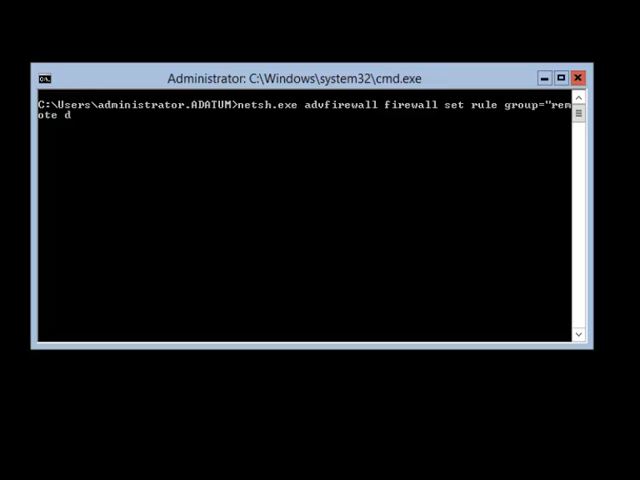 Administrator: C:\Windows\system32\cmd.exe
C:\Users\administrator.ADATUM>netsh.exe advfirewall firewall set rule group="rem
ote d